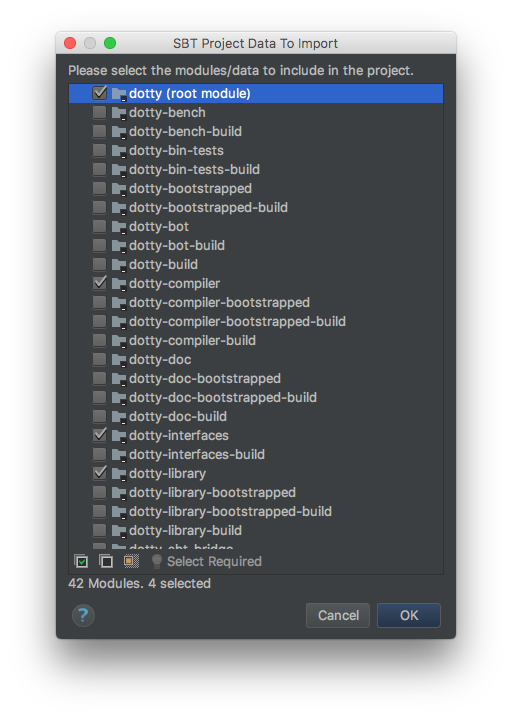 SBT Project Data To Import
Please select the modules/data to include in the project.
dotty (root module)
dotty-bench
dotty-bench-build
dotty-bin-tests
dotty-bin-tests-build
dotty-bootstrapped
dotty-bootstrapped-build
dotty-bot
dotty-bot-build
dotty-build
dotty-compiler
dotty-compiler-bootstrapped
dotty-compiler-bootstrapped-build
dotty-compiler-build
dotty-doc
dotty-doc-bootstrapped
dotty-doc-bootstrapped-build
dotty-doc-build
dotty-interfaces
dotty-interfaces-build
dotty-library
dotty-library-bootstrapped
dotty-library-bootstrapped-build
dotty-library-build
dotty-sbt-bridge
Select Required
42 Modules. 4 selected
?
Cancel
OK